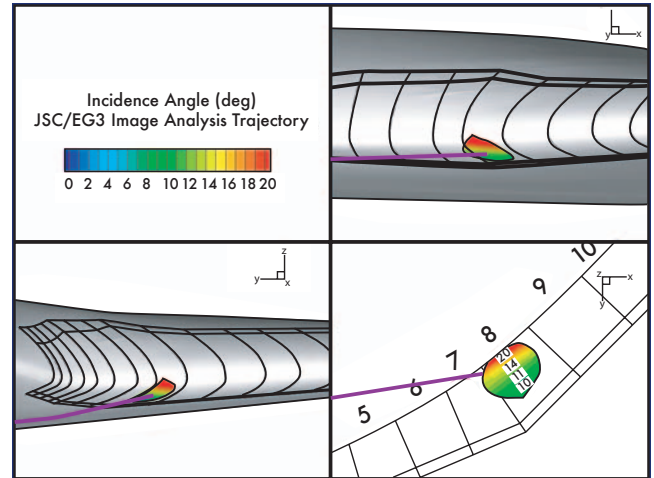 Incidence Angle (deg)
JSC/EG3 Image Analysis Trajectory
0 2 4 6 8 10 12 14 16 18 20
y x
z
y x
z x
y
5 6 7 8 9 10
20
14
11
10